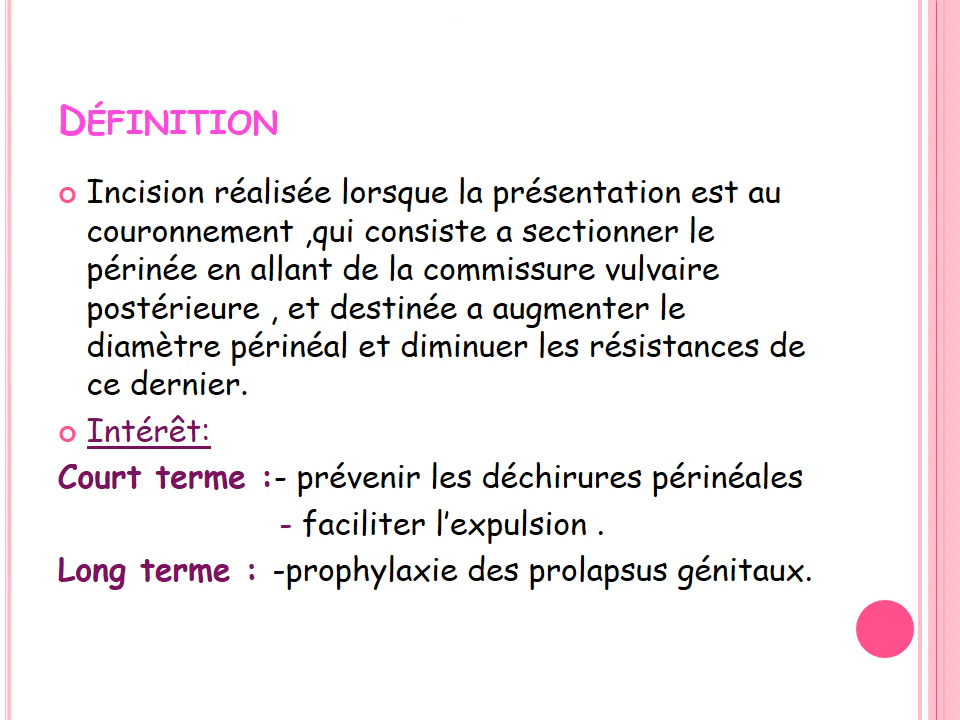 DÉFINITION
Incision réalisée lorsque la présentation est au
couronnement ,qui consiste a sectionner le
périnée en allant de la commissure vulvaire
postérieure , et destinée a augmenter le
diamètre périnéal et diminuer les résistances de
ce dernier.
Intérêt:
Court terme :- prévenir les déchirures périnéales
- faciliter l’expulsion .
Long terme : -prophylaxie des prolapsus génitaux.